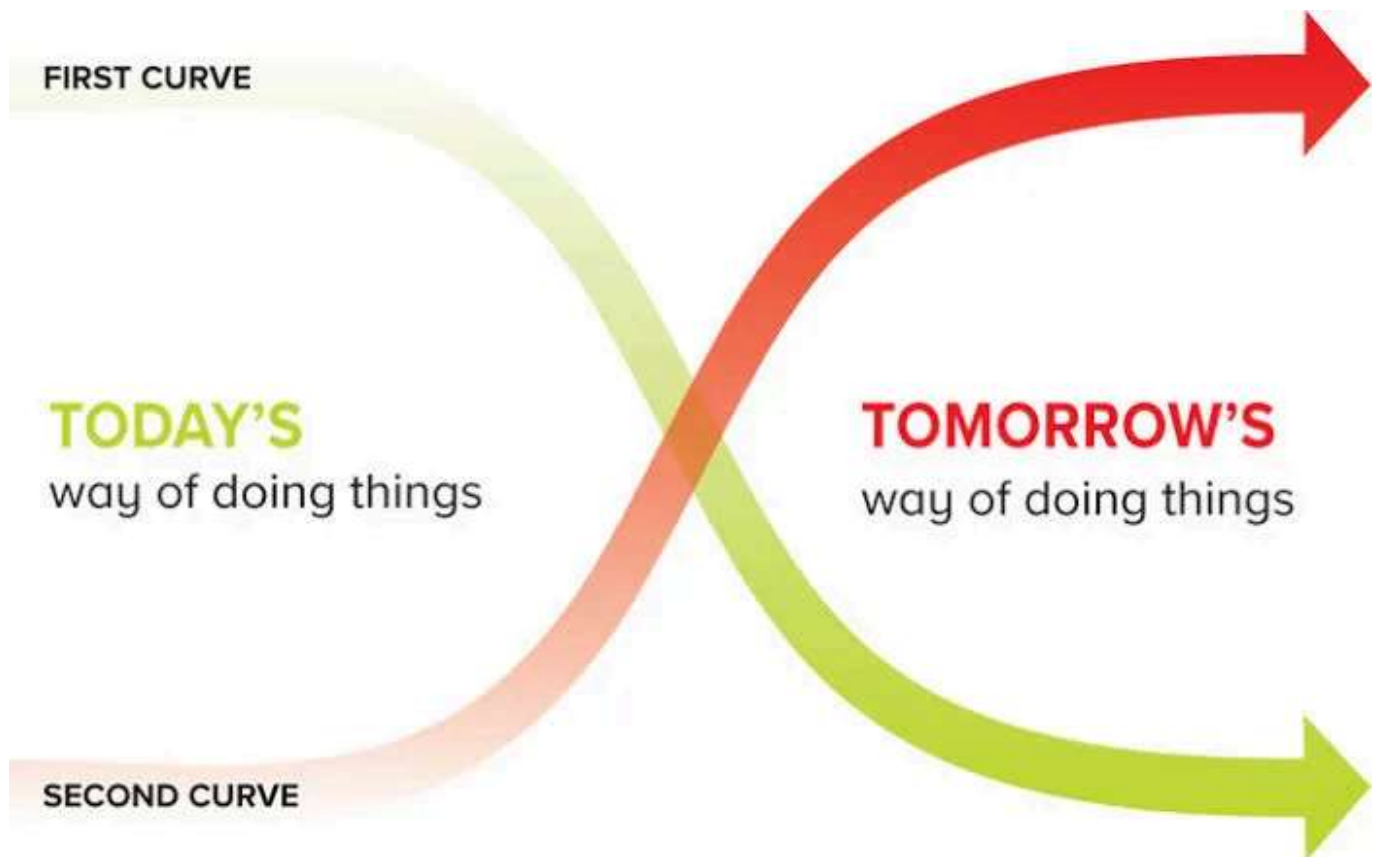 FIRST CURVE
TODAY’S
way of doing things
TOMORROW’S
way of doing things
SECOND CURVE